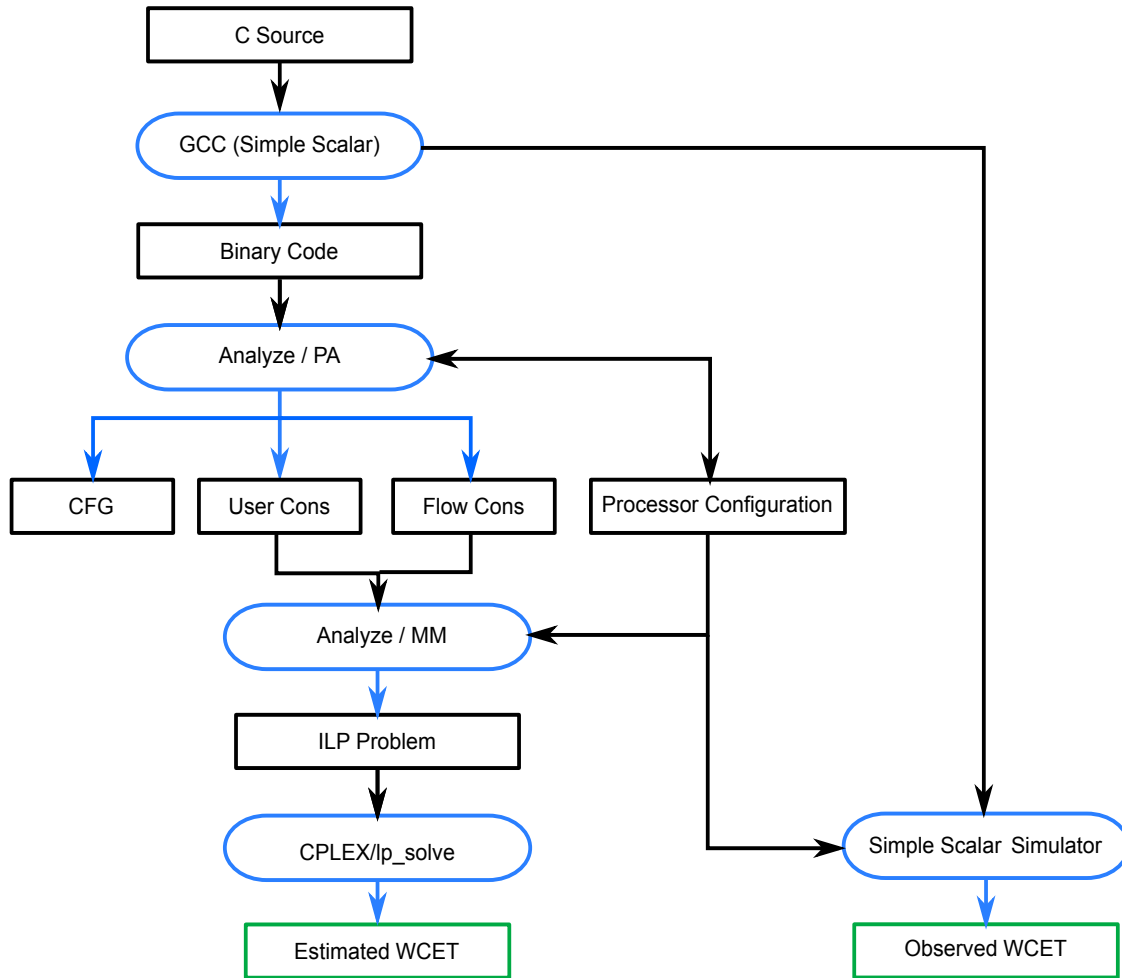 C Source
GCC (Simple Scalar)
Binary Code
Analyze / PA
CFG
User Cons
Flow Cons
Processor Configuration
Analyze / MM
ILP Problem
CPLEX/lp_solve
Simple Scalar Simulator
Estimated WCET
Observed WCET